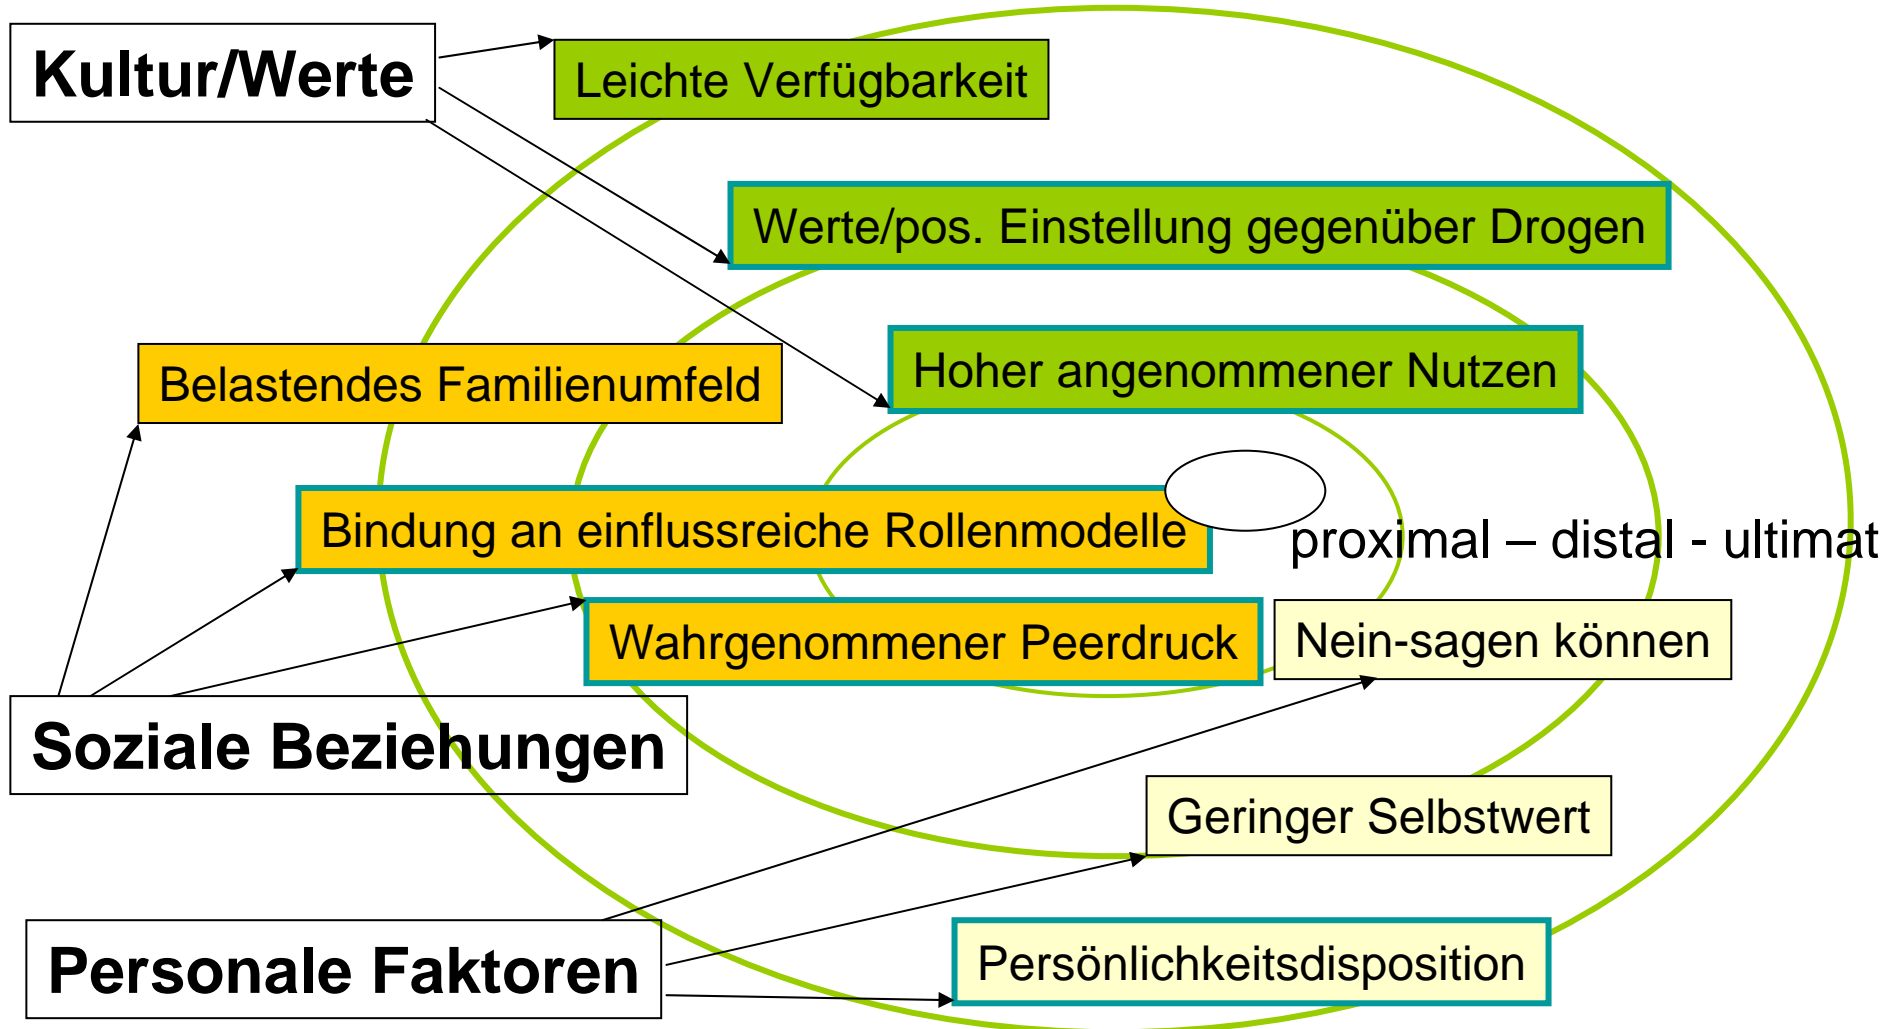 Kultur/Werte
Leichte Verfügbarkeit
Werte/pos. Einstellung gegenüber Drogen
Hoher angenommener Nutzen
Belastendes Familienumfeld
Bindung an einflussreiche Rollenmodelle
proximal – distal - ultimat
Wahrgenommener Peerdruck
Nein-sagen können
Soziale Beziehungen
Geringer Selbstwert
Personale Faktoren
Persönlichkeitsdisposition